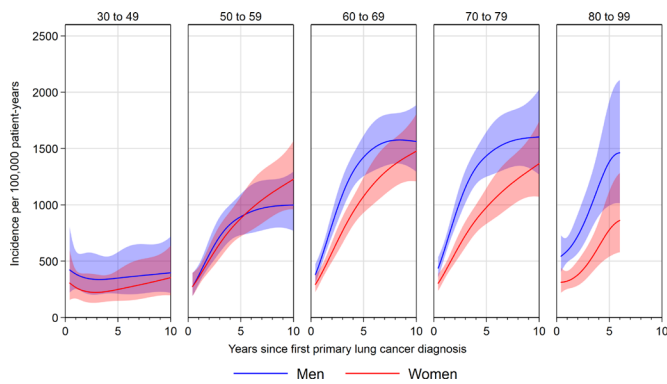 30 to 49 50 to 59 60 to 69 70 to 79 80 to 99
Incidence per 100,000 patient-years
2500
2000
1500
1000
500
0
0 5 10 0 5 10 0 5 10 0 5 10 0 5 10
Years since first primary lung cancer diagnosis
Men Women